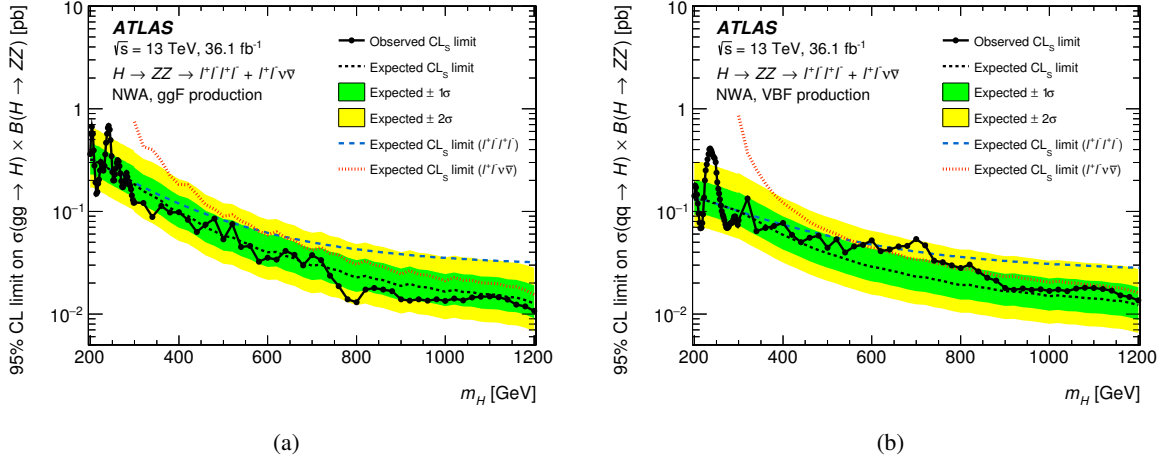 95% CL limit on σ(gg → H) × B(H → ZZ) [pb]
ATLAS
√s = 13 TeV, 36.1 fb⁻¹
H → ZZ → l⁺l⁻l⁺l⁻ + l⁺l⁻νν̅
NWA, ggF production
Observed CLₛ limit
Expected CLₛ limit
Expected ± 1σ
Expected ± 2σ
Expected CLₛ limit (l⁺l⁻l⁺l⁻)
Expected CLₛ limit (l⁺l⁻νν̅)
10
1
10⁻¹
10⁻²
200 400 600 800 1000 1200
m_H [GeV]
(a)
95% CL limit on σ(qq → H) × B(H → ZZ) [pb]
ATLAS
√s = 13 TeV, 36.1 fb⁻¹
H → ZZ → l⁺l⁻l⁺l⁻ + l⁺l⁻νν̅
NWA, VBF production
Observed CLₛ limit
Expected CLₛ limit
Expected ± 1σ
Expected ± 2σ
Expected CLₛ limit (l⁺l⁻l⁺l⁻)
Expected CLₛ limit (l⁺l⁻νν̅)
10
1
10⁻¹
10⁻²
200 400 600 800 1000 1200
m_H [GeV]
(b)